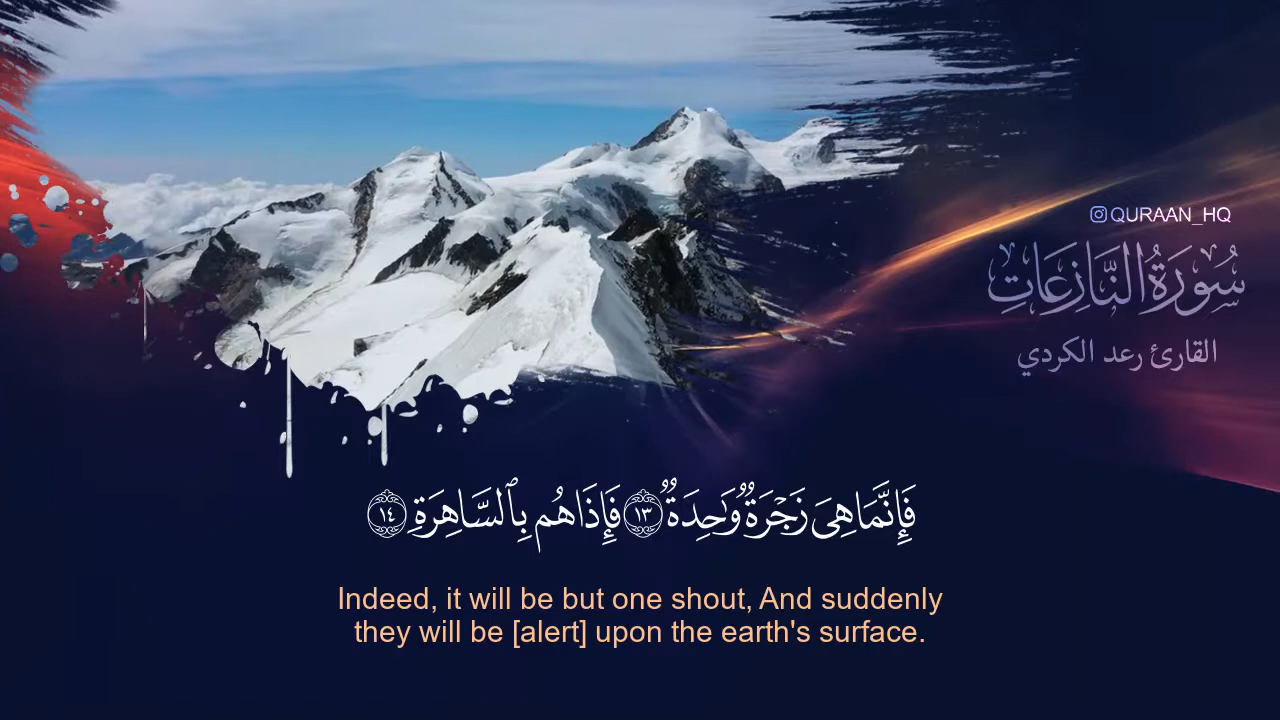 QURAAN_HQ
سُورَةُ النَّازِعَات
القارئ رعد الكردي
فَإِنَّمَا هِيَ زَجْرَةٌ وَٰحِدَةٌ ١٣ فَإِذَا هُم بِٱلسَّاهِرَةِ ١٤
Indeed, it will be but one shout, And suddenly
they will be [alert] upon the earth's surface.